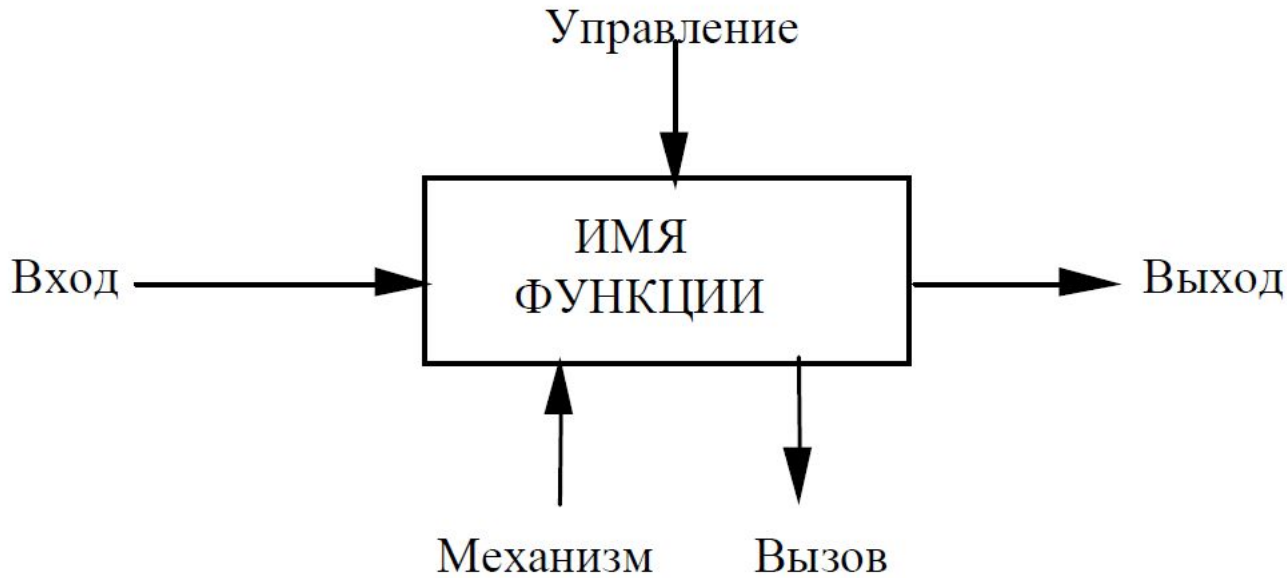 Управление
ИМЯ
ФУНКЦИИ
Вход
Выход
Механизм
Вызов